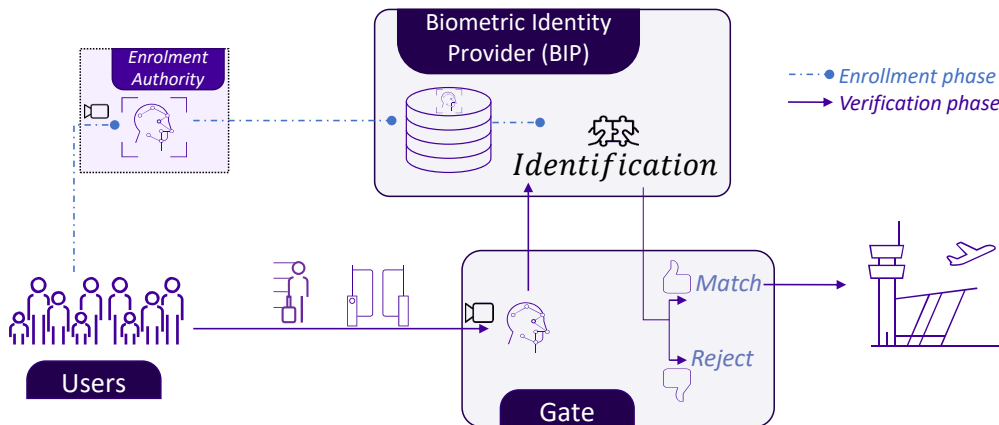 Biometric Identity
Provider (BIP)
Enrolment
Authority
Enrollment phase
Verification phase
Identification
Match
Reject
Users
Gate